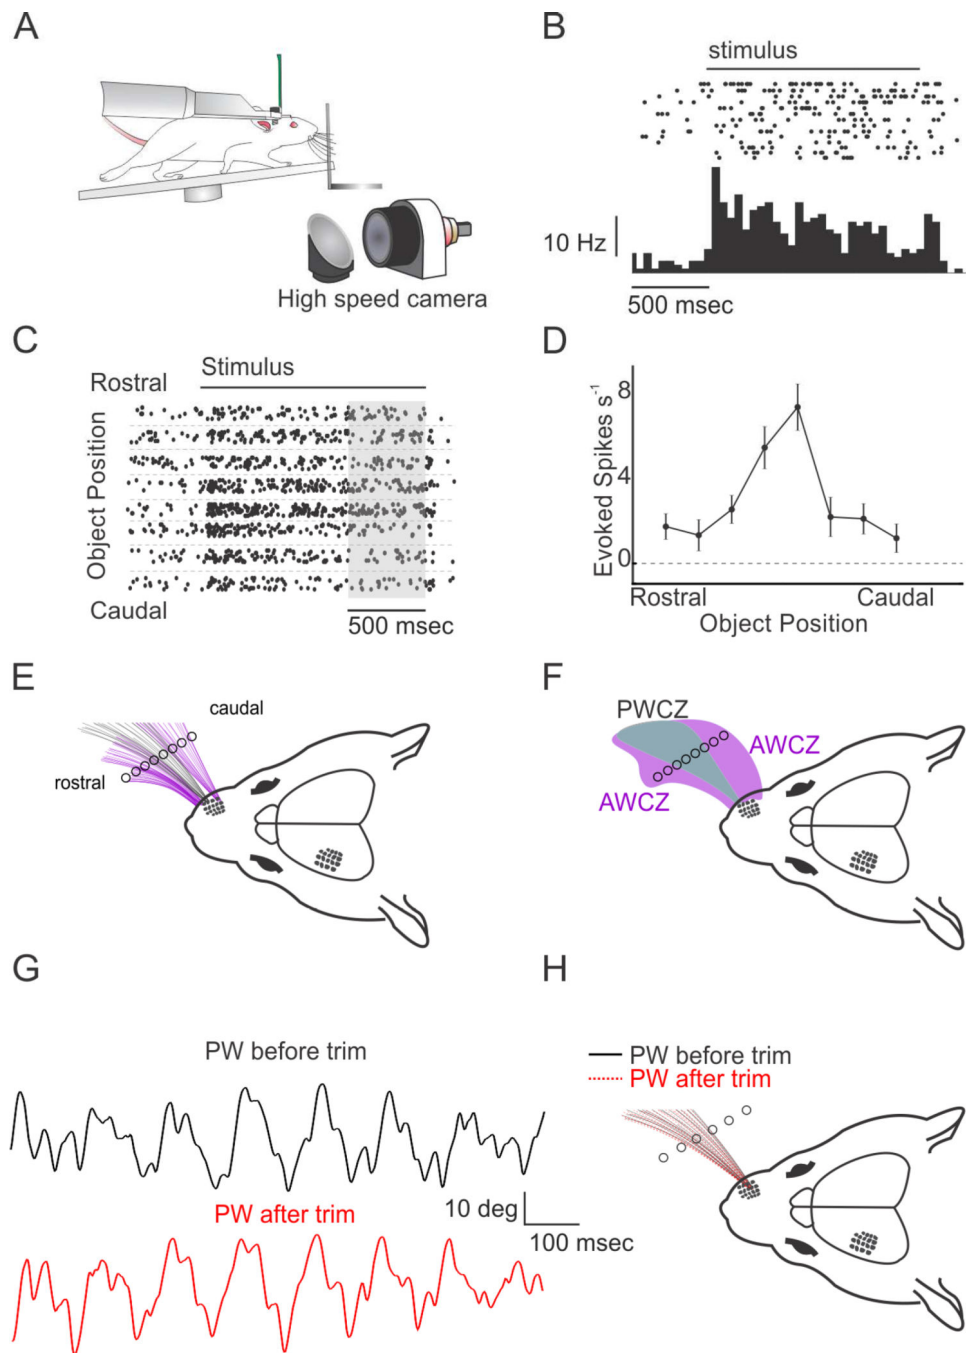 A
High speed camera
B
stimulus
10 Hz
500 msec
C
Rostral
Stimulus
Object Position
Caudal
500 msec
D
Evoked Spikes s⁻¹
8
4
0
Rostral
Caudal
Object Position
E
caudal
rostral
F
PWCZ
AWCZ
AWCZ
G
PW before trim
10 deg
100 msec
PW after trim
H
PW before trim
PW after trim